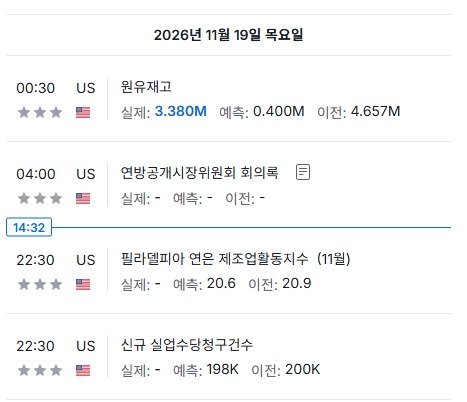 2026년 11월 19일 목요일
00:30 US 원유재고
실제: 3.380M 예측: 0.400M 이전: 4.657M
04:00 US 연방공개시장위원회 회의록
실제: - 예측: - 이전: -
14:32
22:30 US 필라델피아 연은 제조업활동지수 (11월)
실제: - 예측: 20.6 이전: 20.9
22:30 US 신규 실업수당청구건수
실제: - 예측: 198K 이전: 200K